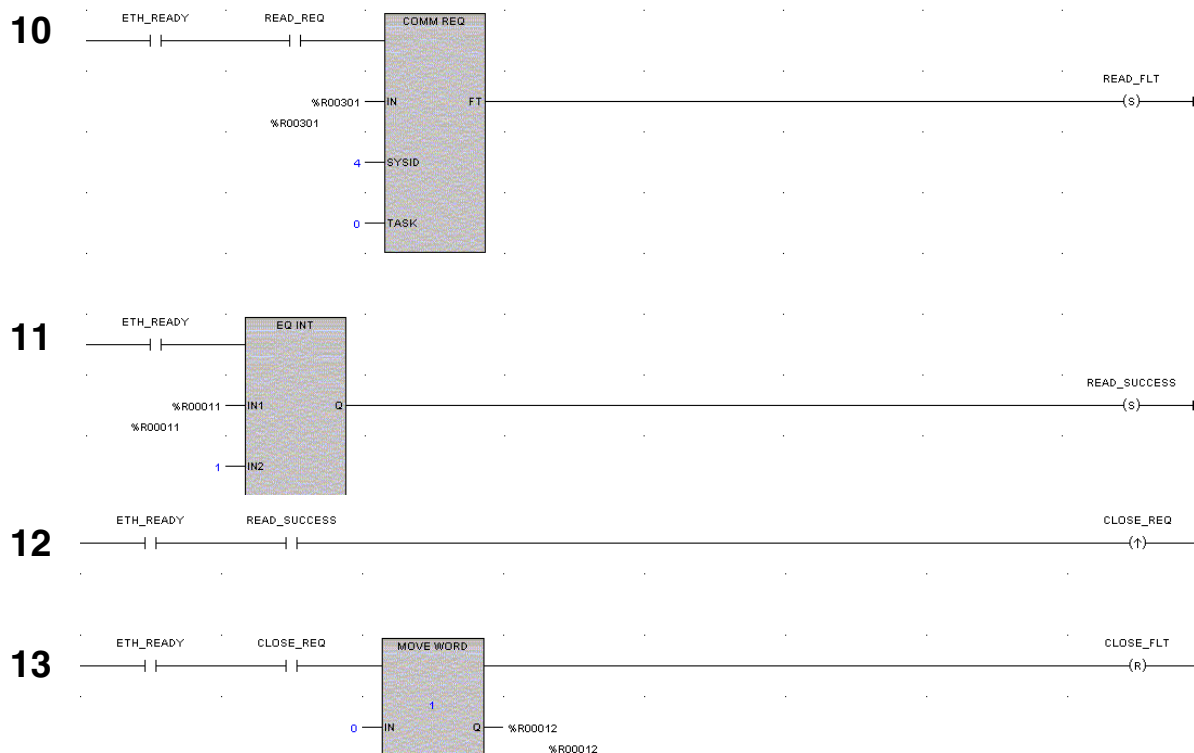 10
ETH_READY READ_REQ COMM REQ
READ_FLT
%R00301 IN FT (S)
%R00301
4 SYSID
0 TASK
11
ETH_READY EQ INT
READ_SUCCESS
%R00011 IN1 Q (S)
%R00011
1 IN2
12
ETH_READY READ_SUCCESS CLOSE_REQ
(↑)
13
ETH_READY CLOSE_REQ MOVE WORD CLOSE_FLT
(R)
1
0 IN Q %R00012
%R00012